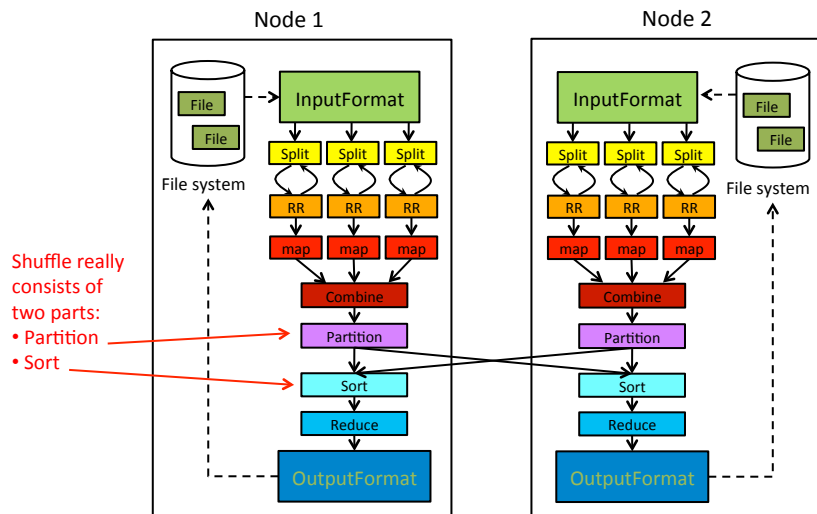 Node 1
Node 2
File
File
File system
InputFormat
Split Split Split
RR RR RR
map map map
Combine
Partition
Sort
Reduce
OutputFormat
Shuffle really
consists of
two parts:
• Partition
• Sort
InputFormat
Split Split Split
RR RR RR
map map map
Combine
Partition
Sort
Reduce
OutputFormat
File
File
File system